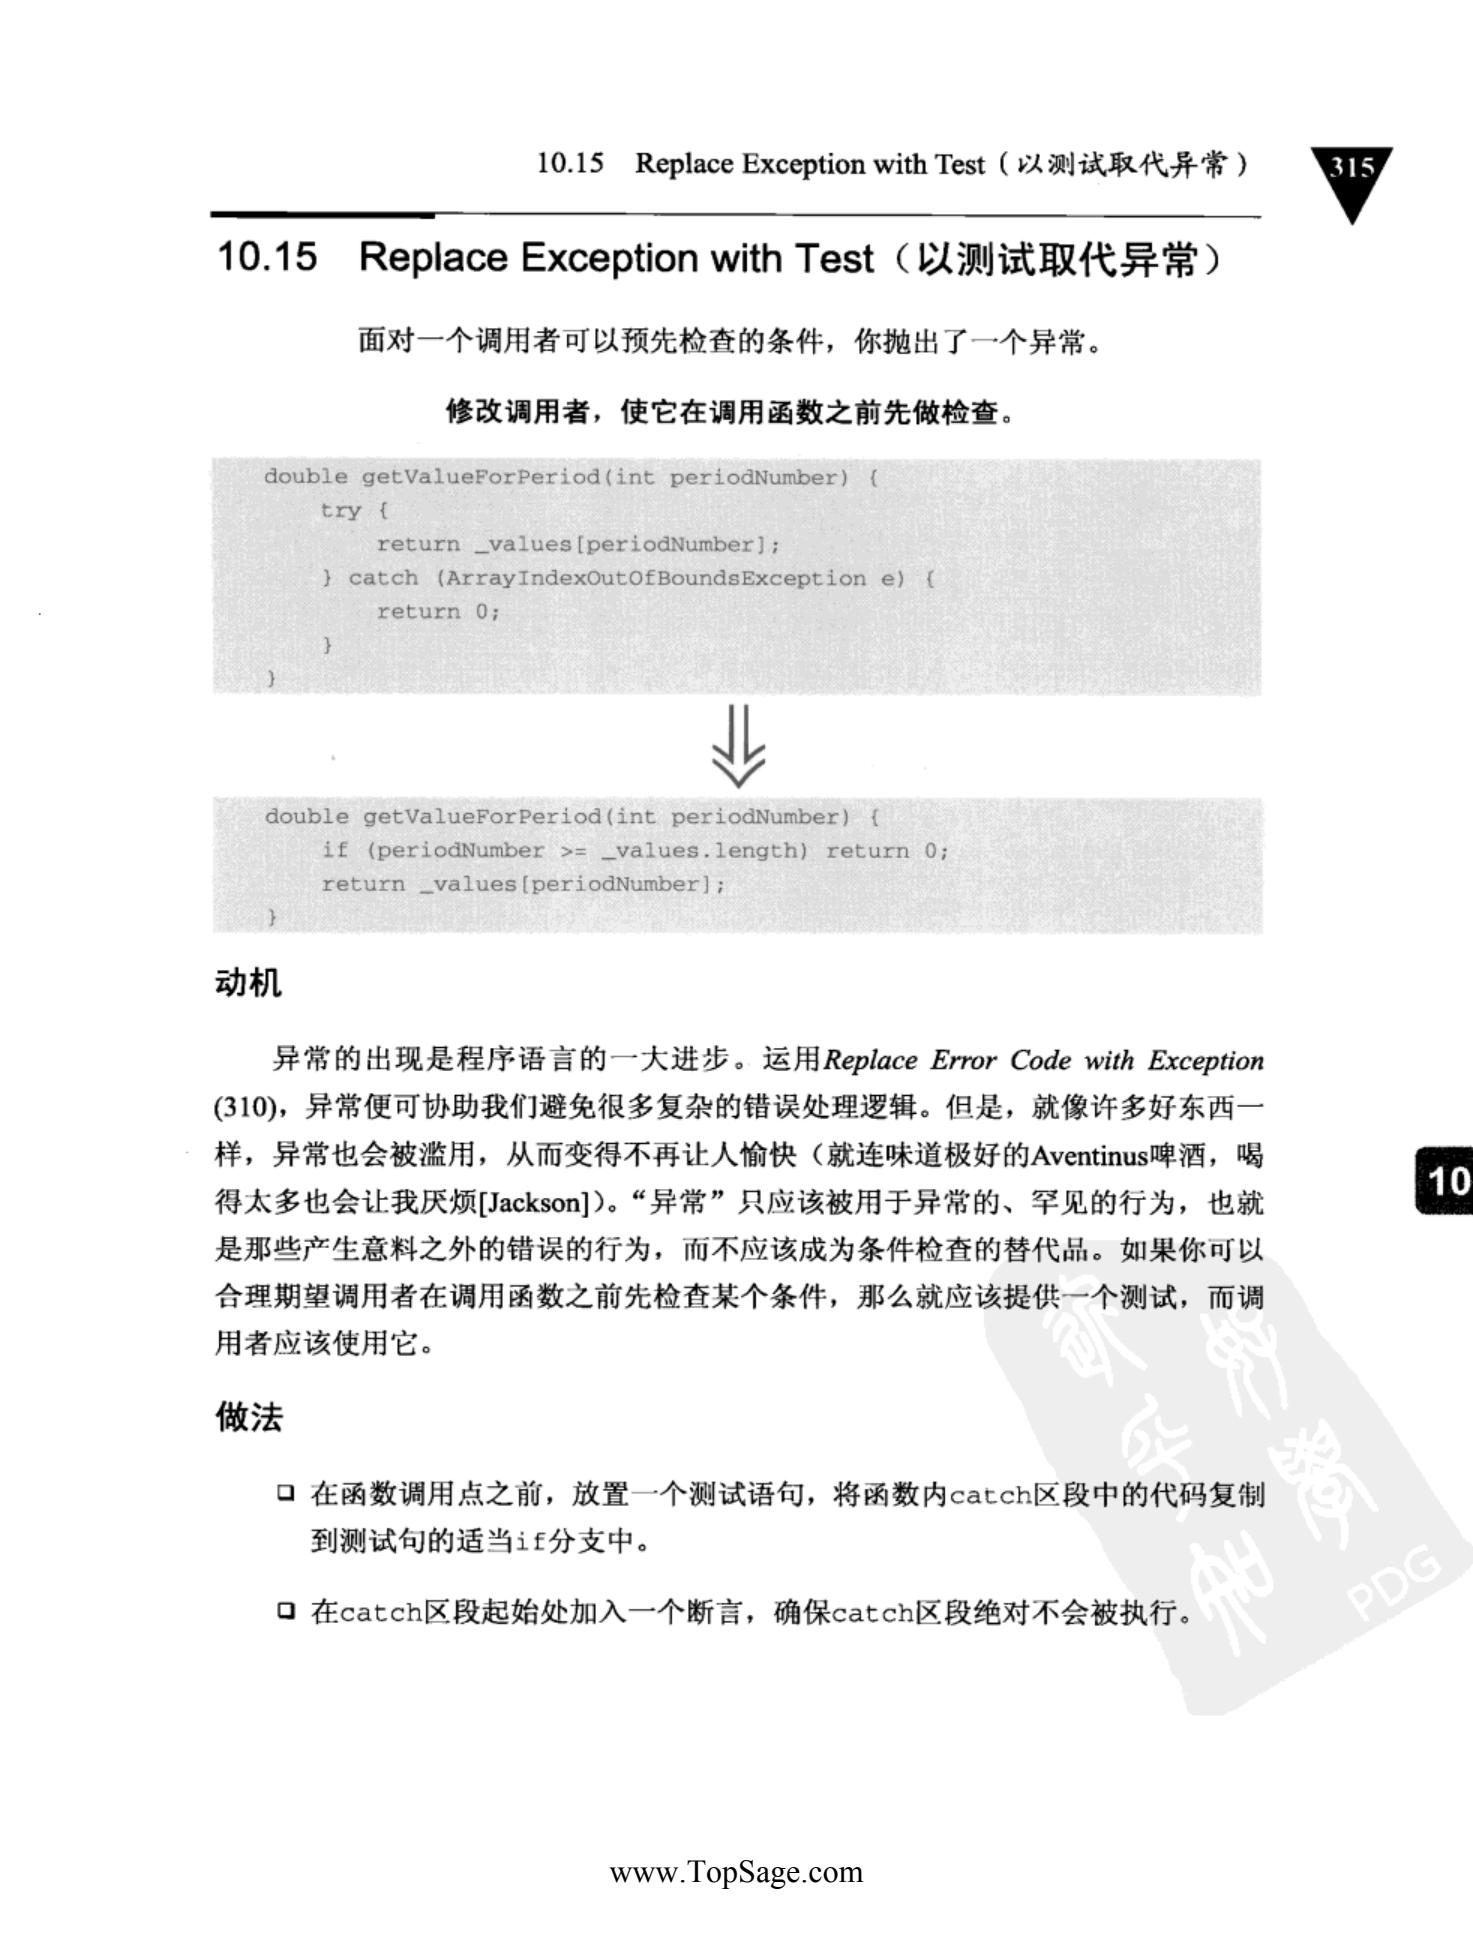 10.15 Replace Exception with Test（以测试取代异常）
315
10.15 Replace Exception with Test（以测试取代异常）
面对一个调用者可以预先检查的条件，你抛出了一个异常。
修改调用者，使它在调用函数之前先做检查。
double getValueForPeriod(int periodNumber) {
try {
return _values[periodNumber];
} catch (ArrayIndexOutOfBoundsException e) {
return 0;
}
}
double getValueForPeriod(int periodNumber) {
if (periodNumber >= _values.length) return 0;
return _values[periodNumber];
}
动机
异常的出现是程序语言的一大进步。运用Replace Error Code with Exception
(310)，异常便可协助我们避免很多复杂的错误处理逻辑。但是，就像许多好东西一
样，异常也会被滥用，从而变得不再让人愉快（就连味道极好的Aventinus啤酒，喝
得太多也会让我厌烦[Jackson]）。“异常”只应该被用于异常的、罕见的行为，也就
是那些产生意料之外的错误的行为，而不应该成为条件检查的替代品。如果你可以
合理期望调用者在调用函数之前先检查某个条件，那么就应该提供一个测试，而调
用者应该使用它。
10
做法
❑ 在函数调用点之前，放置一个测试语句，将函数内catch区段中的代码复制
到测试句的适当if分支中。
❑ 在catch区段起始处加入一个断言，确保catch区段绝对不会被执行。
PDG
www.TopSage.com